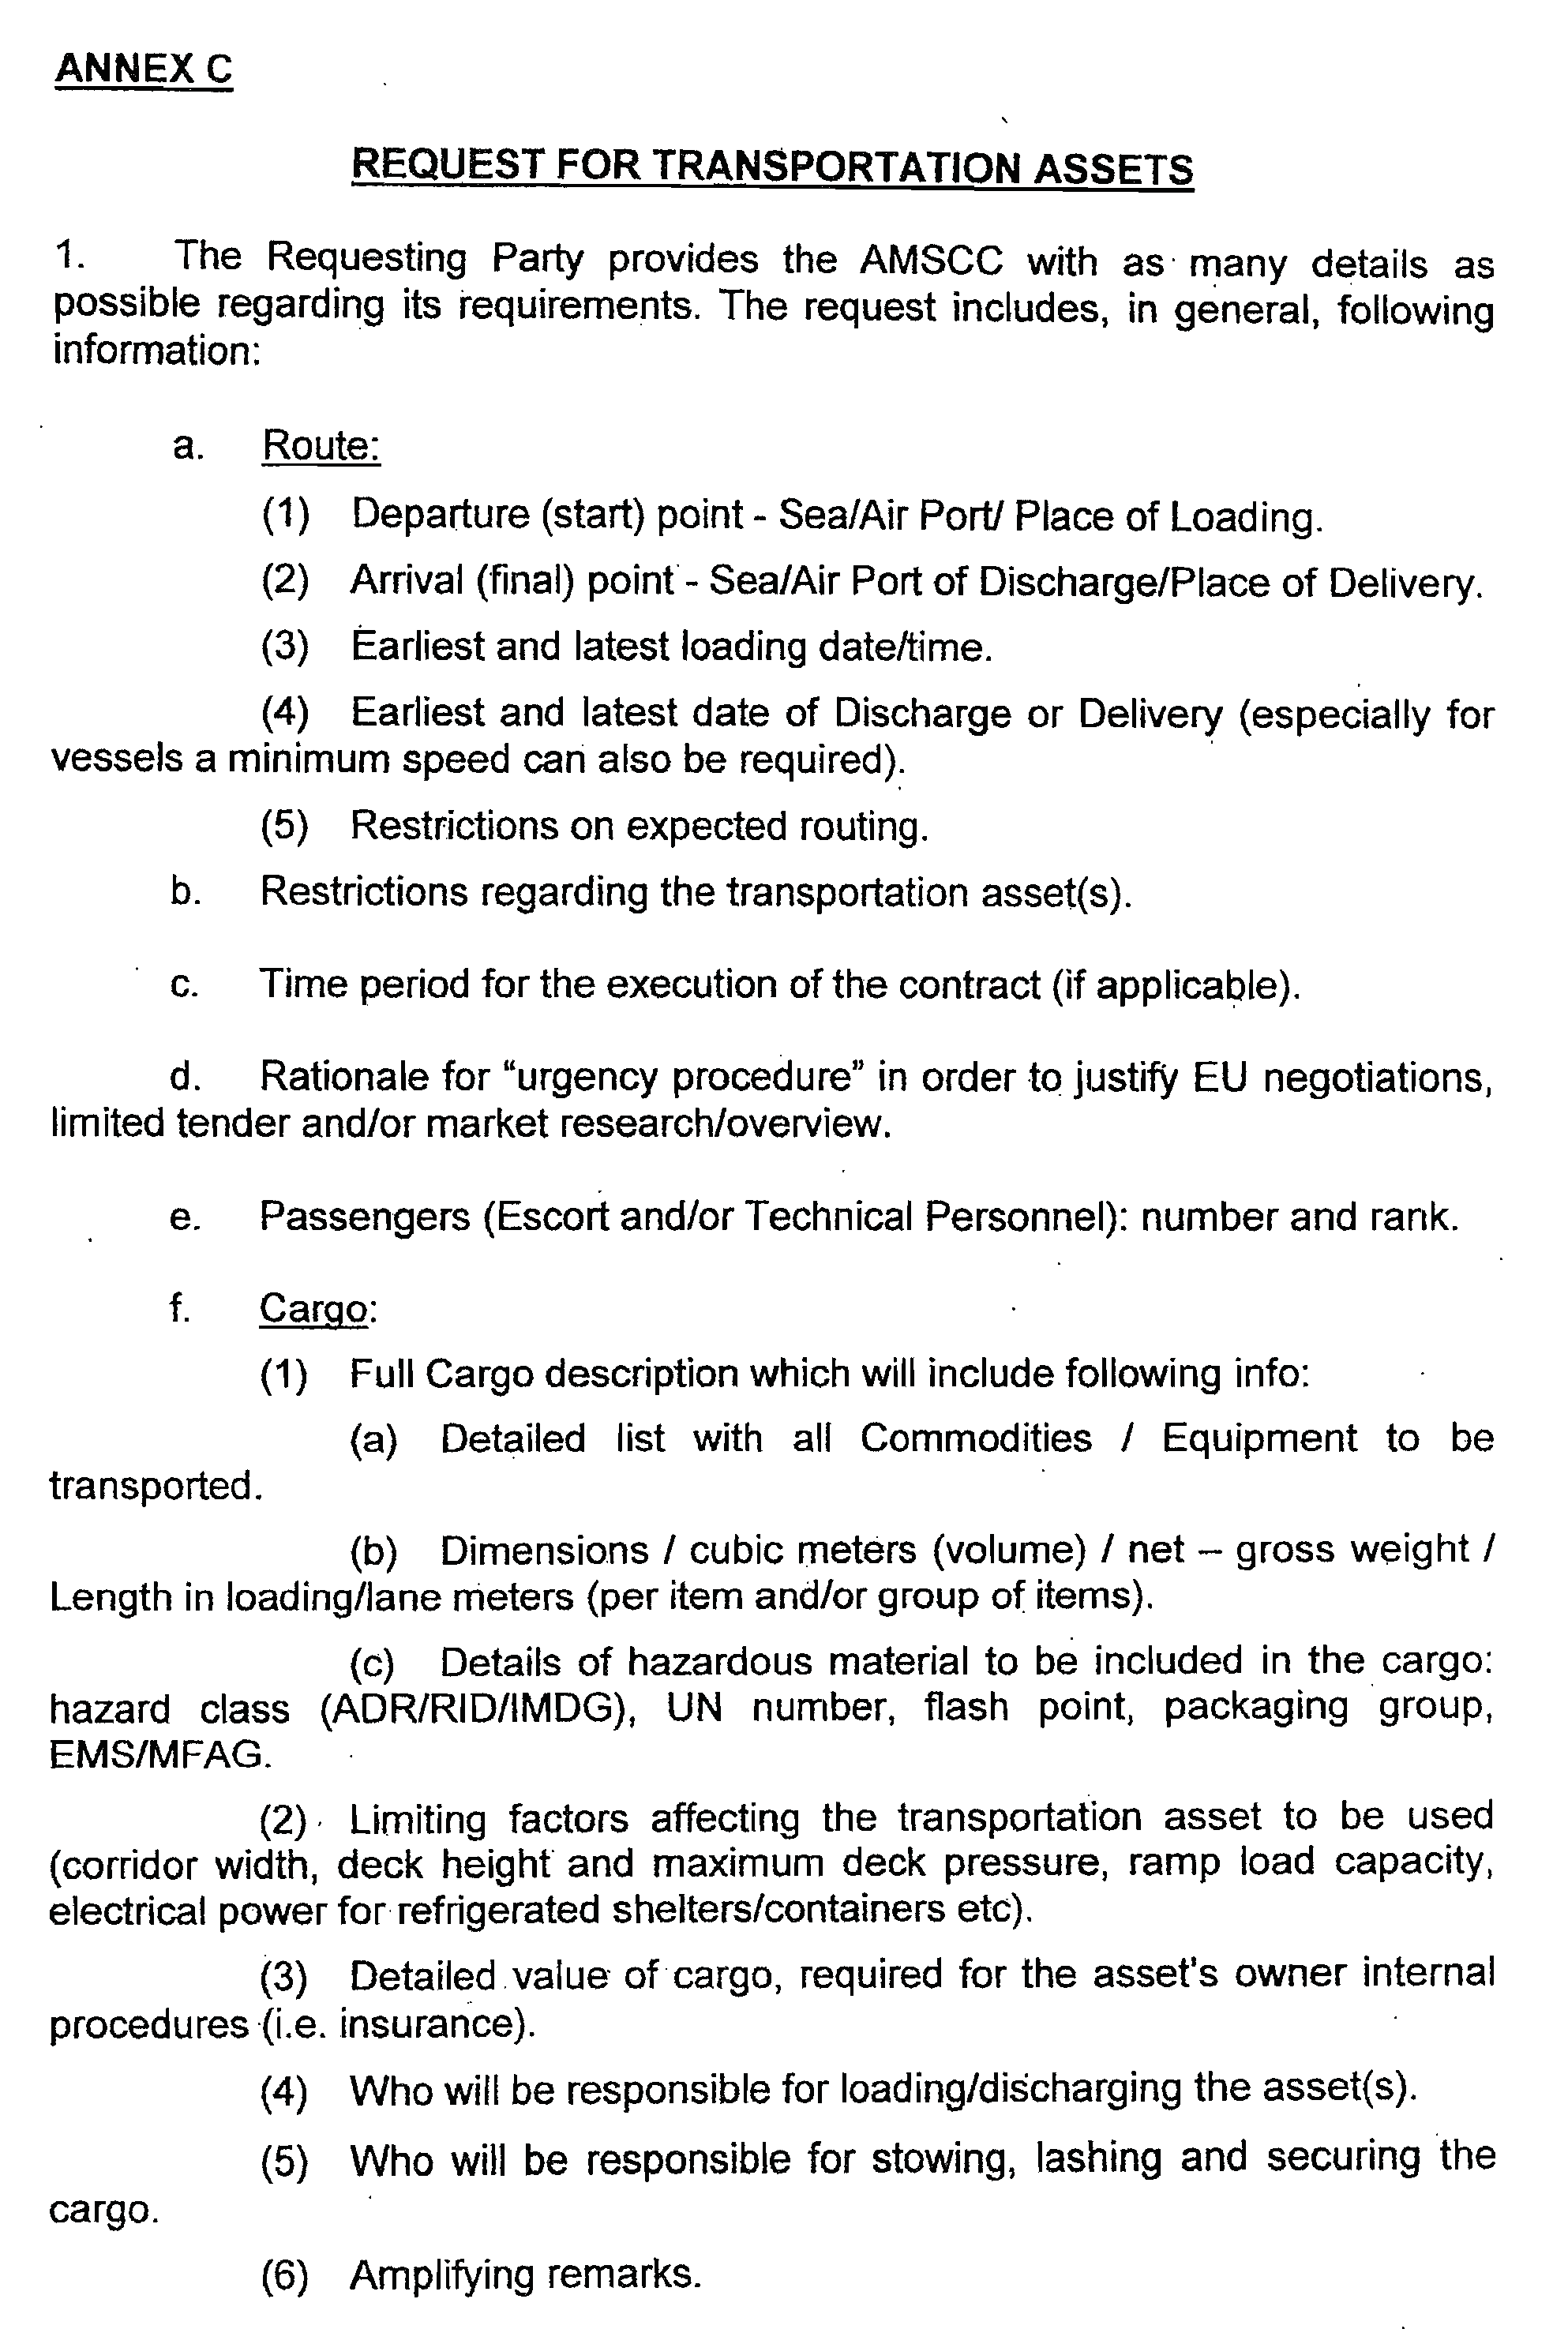 ANNEX C
REQUEST FOR TRANSPORTATION ASSETS
1. The Requesting Party provides the AMSCC with as many details as
possible regarding its requirements. The request includes, in general, following
information:
a. Route:
(1) Departure (start) point - Sea/Air Port/ Place of Loading.
(2) Arrival (final) point - Sea/Air Port of Discharge/Place of Delivery.
(3) Earliest and latest loading date/time.
(4) Earliest and latest date of Discharge or Delivery (especially for
vessels a minimum speed can also be required).
(5) Restrictions on expected routing.
b. Restrictions regarding the transportation asset(s).
c. Time period for the execution of the contract (if applicable).
d. Rationale for “urgency procedure” in order to justify EU negotiations,
limited tender and/or market research/overview.
e. Passengers (Escort and/or Technical Personnel): number and rank.
f. Cargo:
(1) Full Cargo description which will include following info:
(a) Detailed list with all Commodities / Equipment to be
transported.
(b) Dimensions / cubic meters (volume) / net – gross weight /
Length in loading/lane meters (per item and/or group of items).
(c) Details of hazardous material to be included in the cargo:
hazard class (ADR/RID/IMDG), UN number, flash point, packaging group,
EMS/MFAG.
(2) Limiting factors affecting the transportation asset to be used
(corridor width, deck height and maximum deck pressure, ramp load capacity,
electrical power for refrigerated shelters/containers etc).
(3) Detailed value of cargo, required for the asset's owner internal
procedures (i.e. insurance).
(4) Who will be responsible for loading/discharging the asset(s).
(5) Who will be responsible for stowing, lashing and securing the
cargo.
(6) Amplifying remarks.